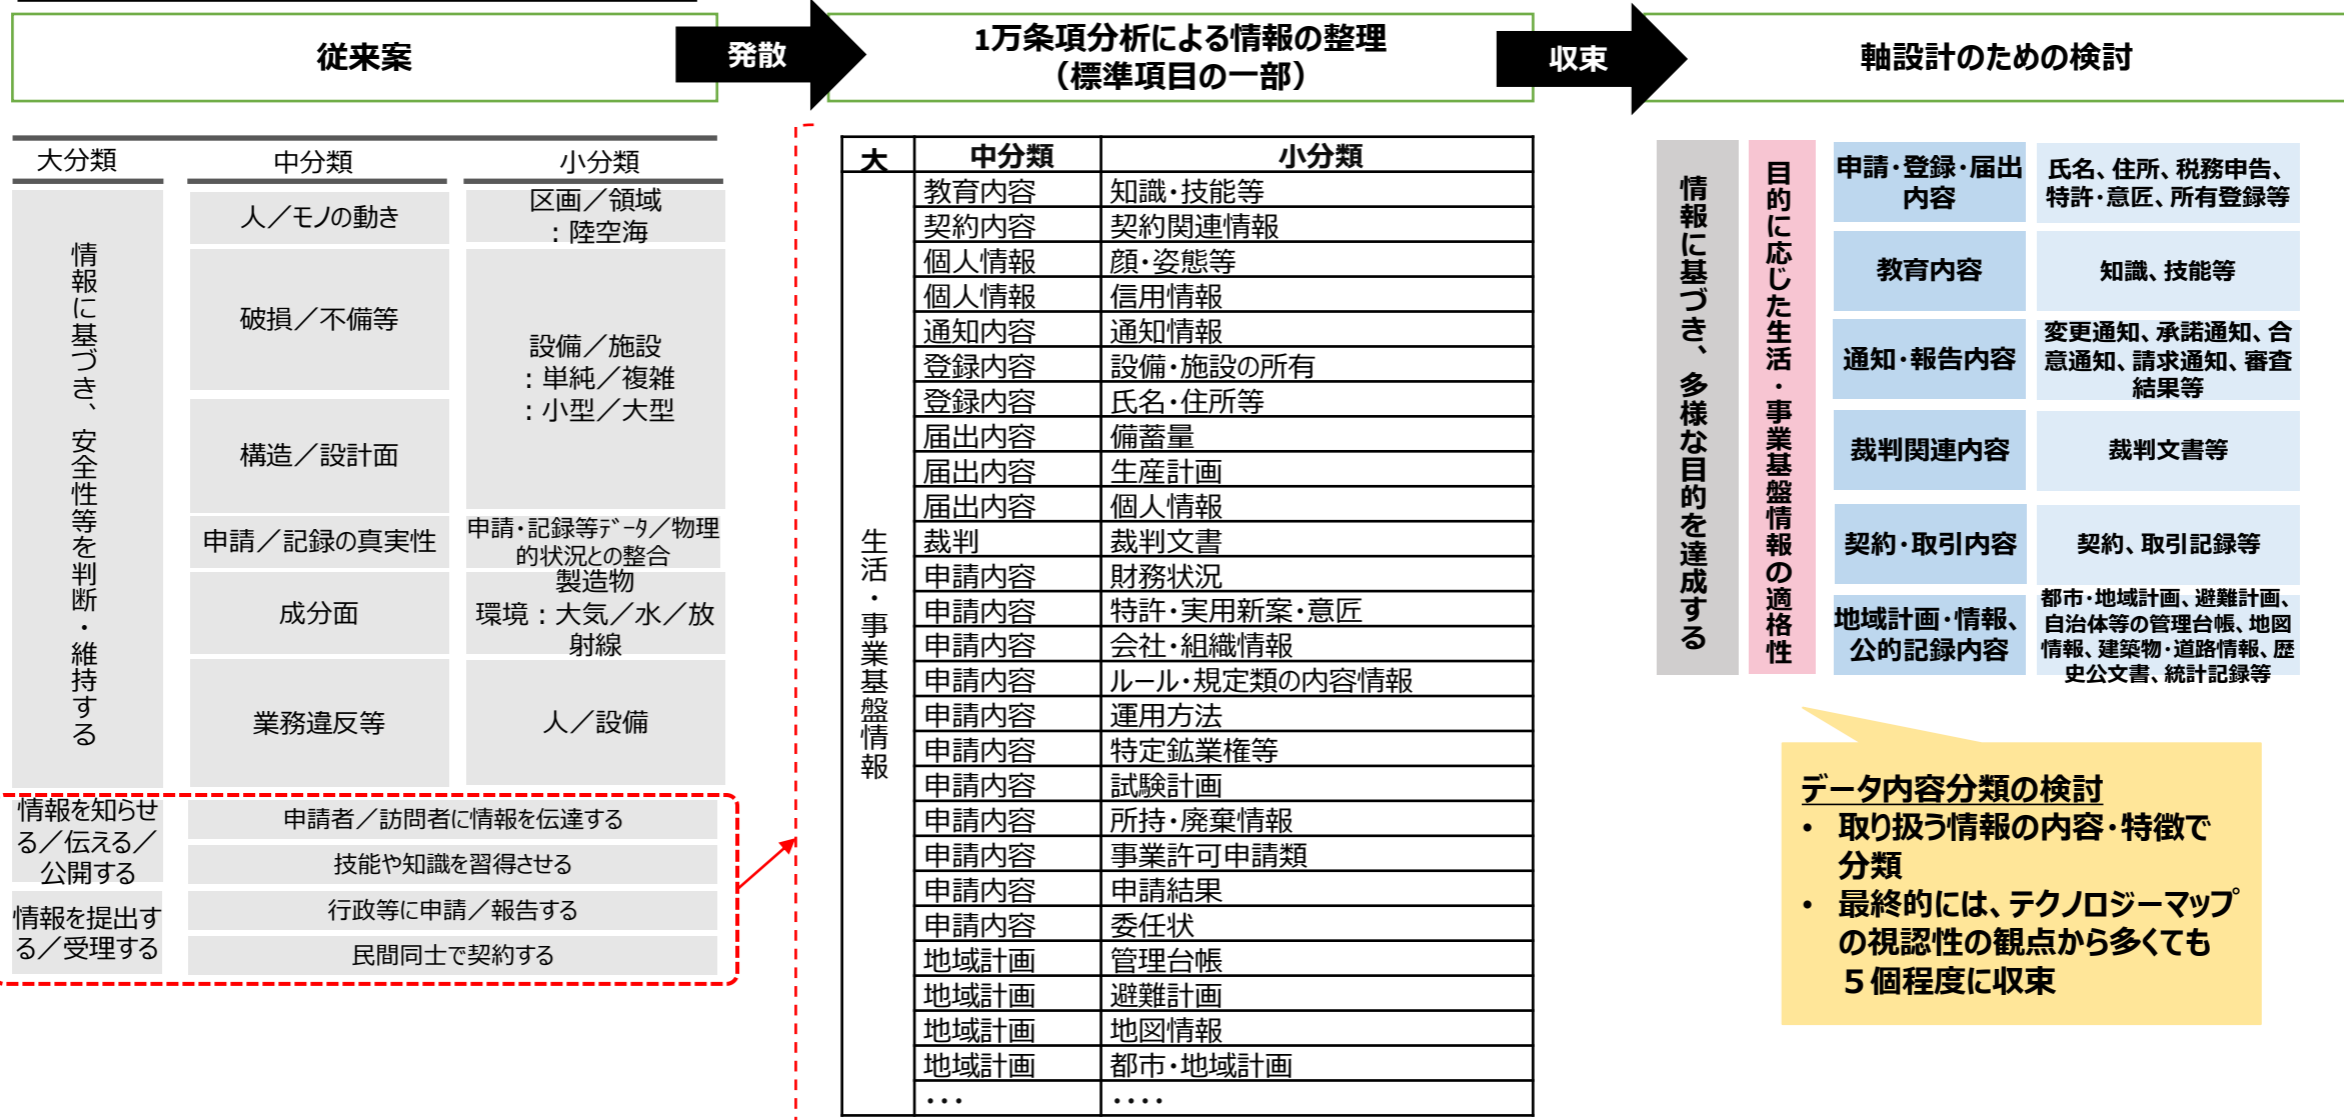 従来案
発散
1万条項分析による情報の整理
（標準項目の一部）
収束
軸設計のための検討
大分類
中分類
小分類
情報に基づき、安全性等を判断・維持する
人／モノの動き
区画／領域
：陸空海
破損／不備等
設備／施設
：単純／複雑
：小型／大型
構造／設計面
申請／記録の真実性
申請・記録等ﾃﾞｰﾀ／物理
的状況との整合
成分面
製造物
環境：大気／水／放
射線
業務違反等
人／設備
情報を知らせ
る／伝える／
公開する
申請者／訪問者に情報を伝達する
技能や知識を習得させる
情報を提出す
る／受理する
行政等に申請／報告する
民間同士で契約する
大 中分類 小分類
生活・事業基盤情報
教育内容 知識・技能等
契約内容 契約関連情報
個人情報 顔・姿態等
個人情報 信用情報
通知内容 通知情報
登録内容 設備・施設の所有
登録内容 氏名・住所等
届出内容 備蓄量
届出内容 生産計画
届出内容 個人情報
裁判 裁判文書
申請内容 財務状況
申請内容 特許・実用新案・意匠
申請内容 会社・組織情報
申請内容 ルール・規定類の内容情報
申請内容 運用方法
申請内容 特定鉱業権等
申請内容 試験計画
申請内容 所持・廃棄情報
申請内容 事業許可申請類
申請内容 申請結果
申請内容 委任状
地域計画 管理台帳
地域計画 避難計画
地域計画 地図情報
地域計画 都市・地域計画
・・・ ・・・・
情報に基づき、多様な目的を達成する
目的に応じた生活・事業基盤情報の適格性
申請・登録・届出
内容
氏名、住所、税務申告、
特許・意匠、所有登録等
教育内容
知識、技能等
通知・報告内容
変更通知、承諾通知、合
意通知、請求通知、審査
結果等
裁判関連内容
裁判文書等
契約・取引内容
契約、取引記録等
地域計画・情報、
公的記録内容
都市・地域計画、避難計画、
自治体等の管理台帳、地図
情報、建築物・道路情報、歴
史公文書、統計記録等
データ内容分類の検討
• 取り扱う情報の内容・特徴で
分類
• 最終的には、テクノロジーマップ
の視認性の観点から多くても
５個程度に収束